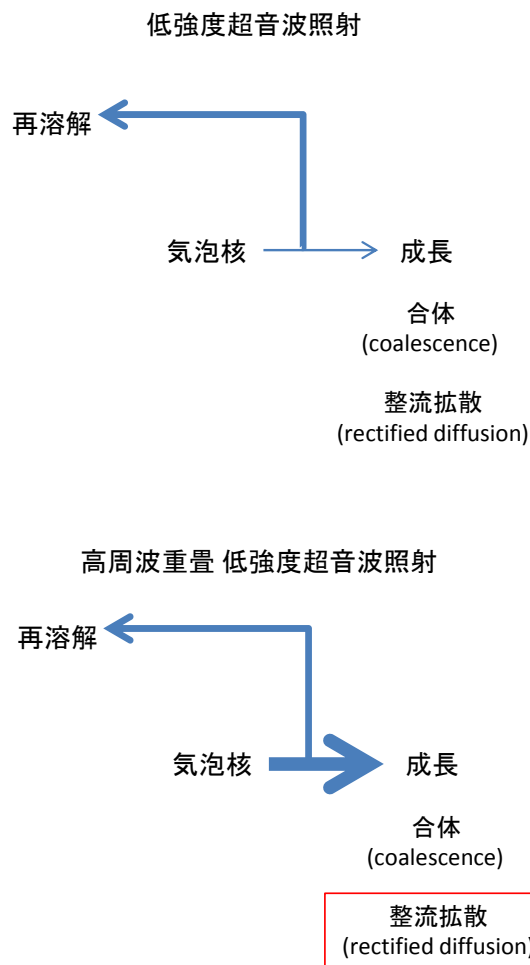 低強度超音波照射
再溶解
気泡核
成長
合体
(coalescence)
整流拡散
(rectified diffusion)
高周波重畳 低強度超音波照射
再溶解
気泡核
成長
合体
(coalescence)
整流拡散
(rectified diffusion)